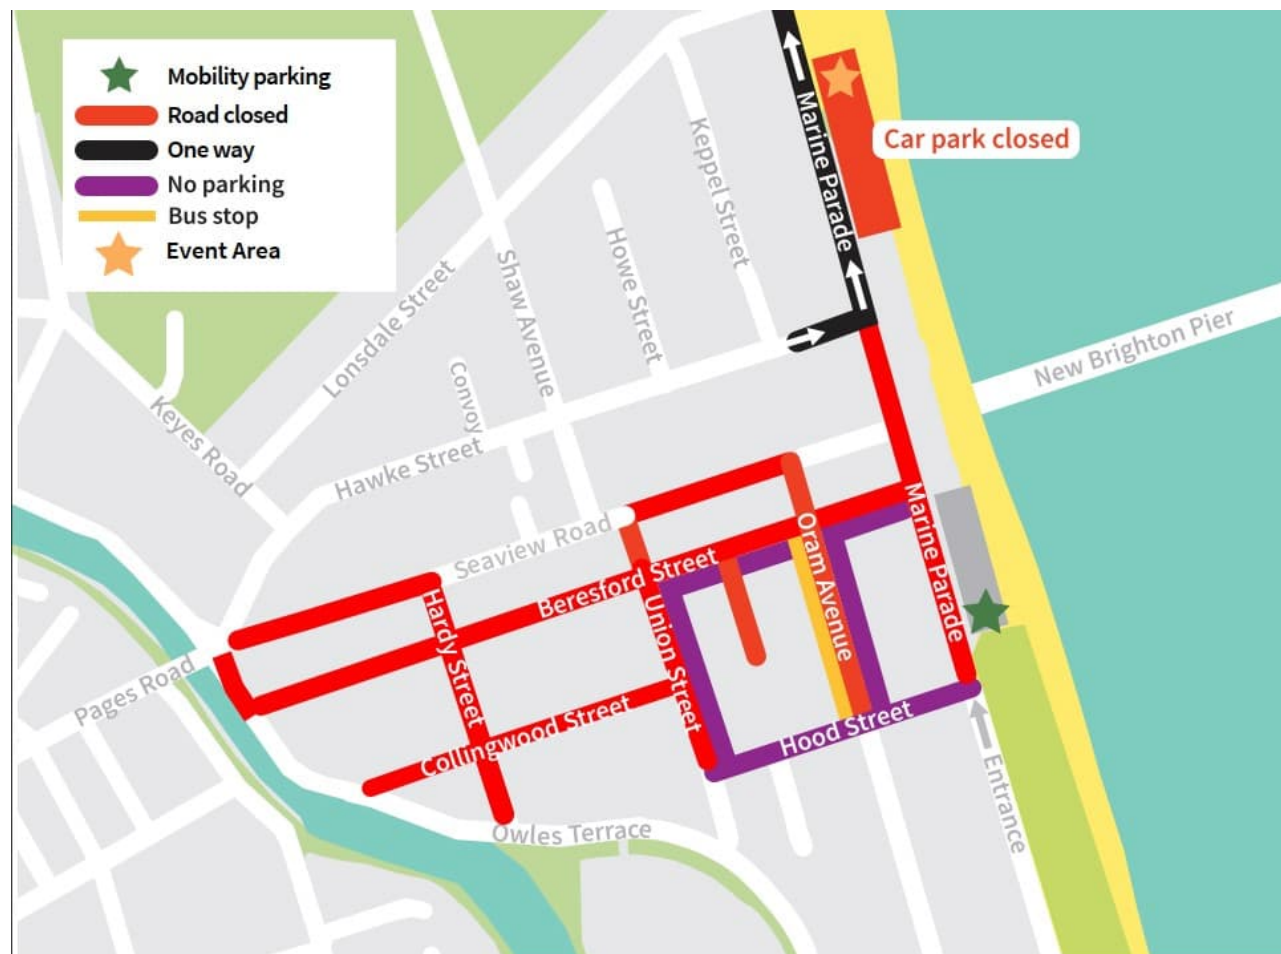 Mobility parking
Road closed
One way
No parking
Bus stop
Event Area
Car park closed
Marine Parade
Keppel Street
Howe Street
Shaw Avenue
Lonsdale Street
Convoy
Keyes Road
Hawke Street
New Brighton Pier
Seaview Road
Beresford Street
Oram Avenue
Marine Parade
Hardy Street
Union Street
Pages Road
Collingwood Street
Hood Street
Entrance
Owles Terrace